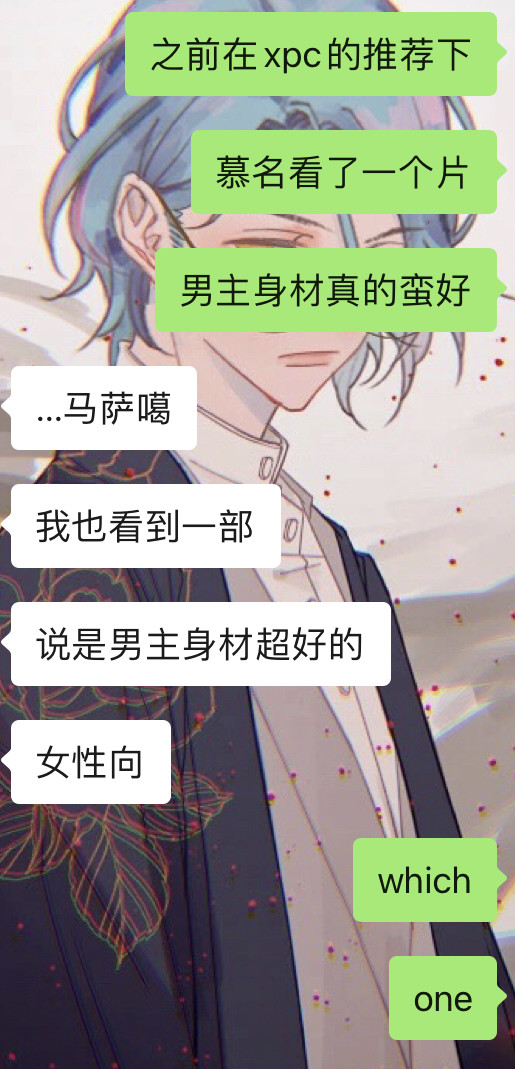 之前在xpc的推荐下
慕名看了一个片
男主身材真的蛮好
...马萨噶
我也看到一部
说是男主身材超好的
女性向
which
one